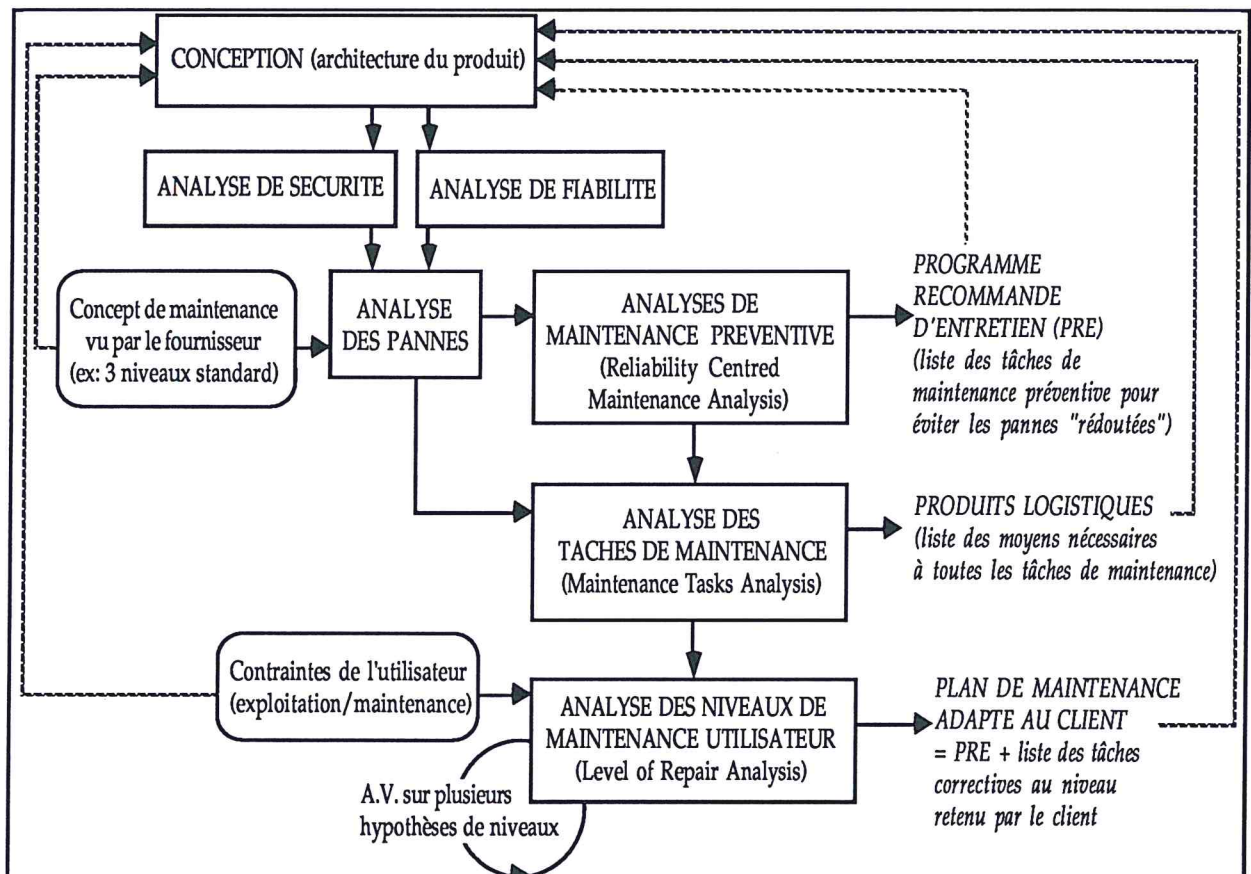 CONCEPTION (architecture du produit)
ANALYSE DE SECURITE
ANALYSE DE FIABILITE
Concept de maintenance
vu par le fournisseur
(ex: 3 niveaux standard)
ANALYSE
DES PANNES
ANALYSES DE
MAINTENANCE PREVENTIVE
(Reliability Centred
Maintenance Analysis)
PROGRAMME
RECOMMANDE
D'ENTRETIEN (PRE)
(liste des tâches de
maintenance préventive pour
éviter les pannes "rédoutées")
ANALYSE DES
TACHES DE MAINTENANCE
(Maintenance Tasks Analysis)
PRODUITS LOGISTIQUES
(liste des moyens nécessaires
à toutes les tâches de maintenance)
Contraintes de l'utilisateur
(exploitation/maintenance)
ANALYSE DES NIVEAUX DE
MAINTENANCE UTILISATEUR
(Level of Repair Analysis)
PLAN DE MAINTENANCE
ADAPTE AU CLIENT
= PRE + liste des tâches
correctives au niveau
retenu par le client
A.V. sur plusieurs
hypothèses de niveaux